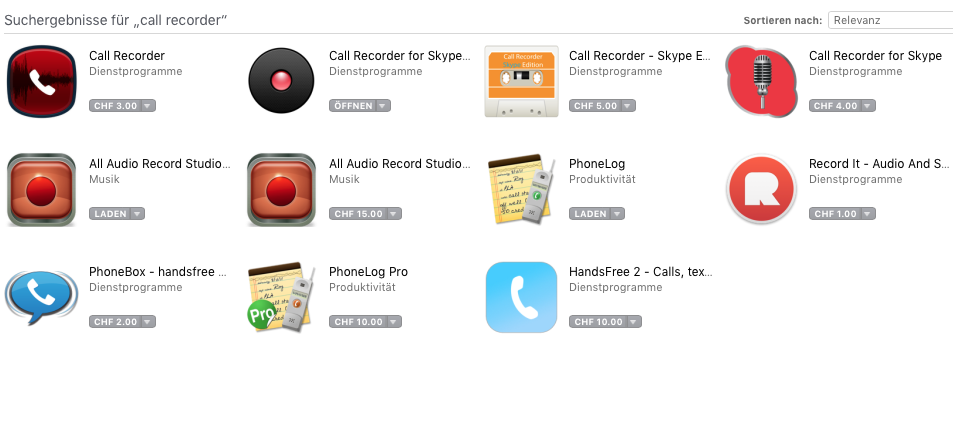 Suchergebnisse für „call recorder“
Sortieren nach: Relevanz
Call Recorder
Dienstprogramme
CHF 3.00
Call Recorder for Skype...
Dienstprogramme
ÖFFNEN
Call Recorder
Edition
Call Recorder - Skype E...
Dienstprogramme
CHF 5.00
Call Recorder for Skype
Dienstprogramme
CHF 4.00
All Audio Record Studio...
Musik
LADEN
All Audio Record Studio...
Musik
CHF 15.00
PhoneLog
Produktivität
LADEN
R
Record It - Audio And S...
Dienstprogramme
CHF 1.00
PhoneBox - handsfree ...
Dienstprogramme
CHF 2.00
Pro
PhoneLog Pro
Produktivität
CHF 10.00
HandsFree 2 - Calls, tex...
Dienstprogramme
CHF 10.00